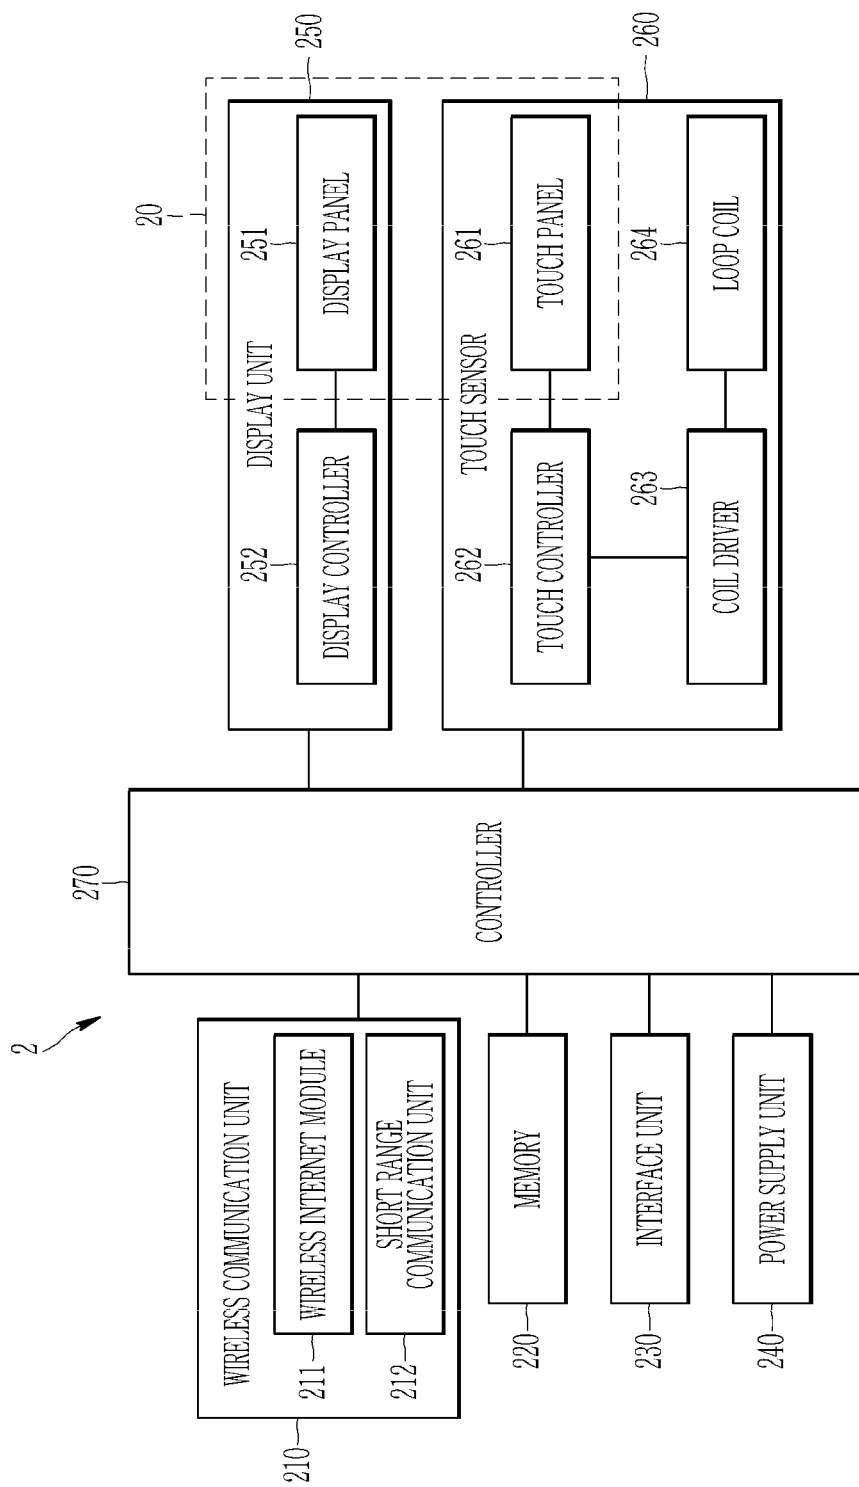 2
270
CONTROLLER
210
WIRELESS COMMUNICATION UNIT
211
WIRELESS INTERNET MODULE
212
SHORT RANGE
COMMUNICATION UNIT
220
MEMORY
230
INTERFACE UNIT
240
POWER SUPPLY UNIT
20
250
DISPLAY UNIT
252
DISPLAY CONTROLLER
251
DISPLAY PANEL
260
TOUCH SENSOR
262
TOUCH CONTROLLER
261
TOUCH PANEL
263
COIL DRIVER
264
LOOP COIL